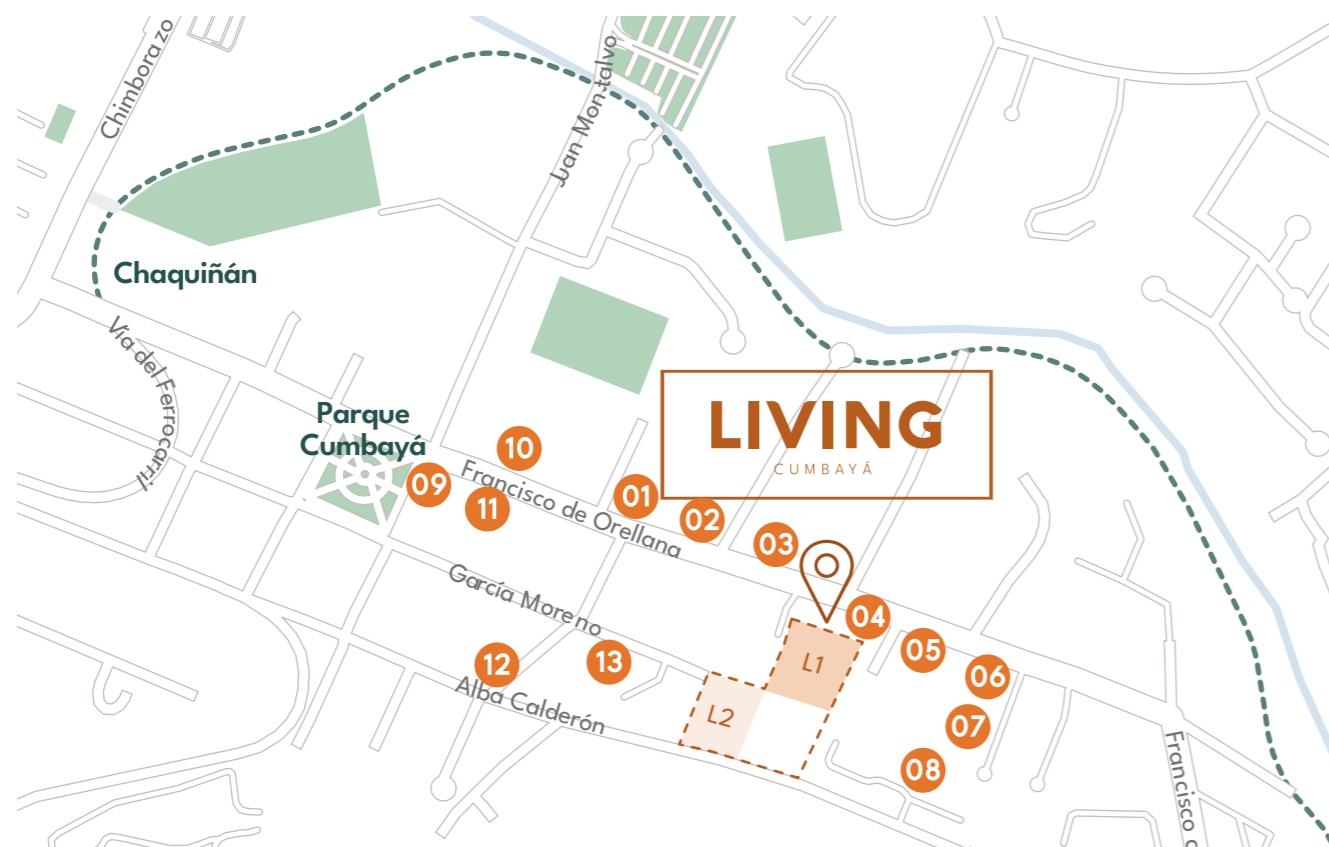 Chimborazo
Juan Montalvo
Chaquiñán
Vía del Ferrocarril
Parque
Cumbayá
LIVING
CUMBAYÁ
10
09
11
Francisco de Orellana
01
02
03
04
05
06
07
08
García Moreno
12
13
Alba Calderón
L1
L2